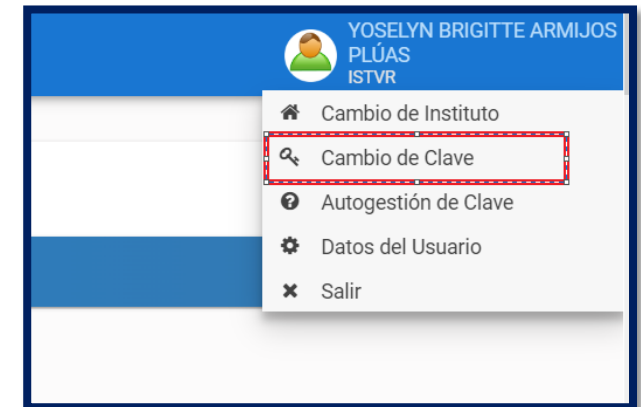 YOSELYN BRIGITTE ARMIJOS
PLÚAS
ISTVR
Cambio de Instituto
Cambio de Clave
Autogestión de Clave
Datos del Usuario
Salir